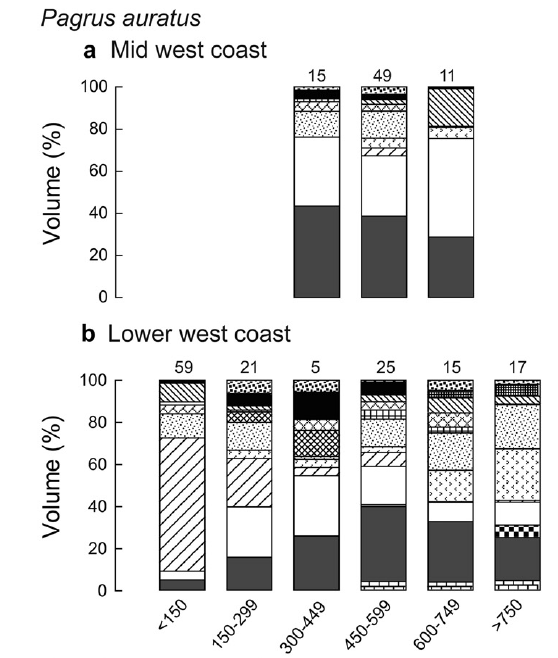 Pagrus auratus
a Mid west coast
15 49 11
100
80
60
40
20
0
Volume (%)
b Lower west coast
59 21 5 25 15 17
100
80
60
40
20
0
Volume (%)
<150 150-299 300-449 450-599 600-749 >750